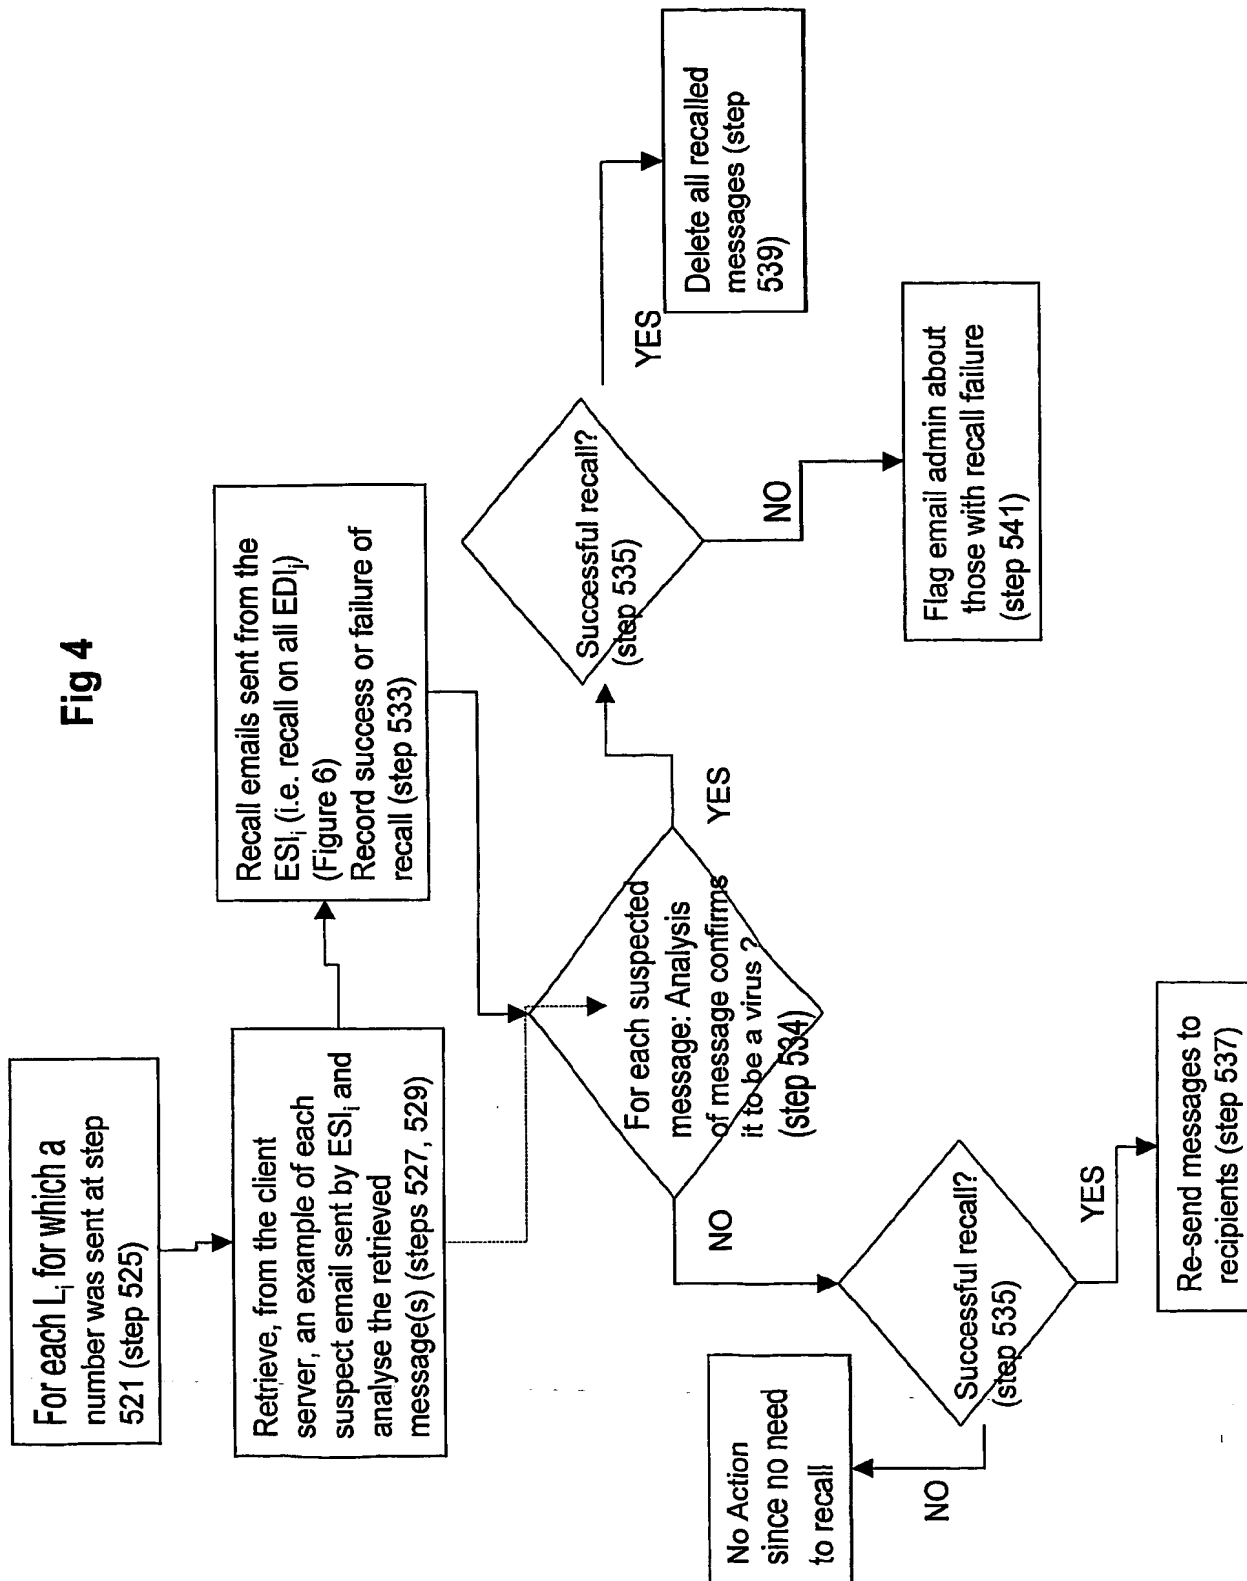 Fig 4
For each Li for which a
number was sent at step
521 (step 525)
Retrieve, from the client
server, an example of each
suspect email sent by ESIi and
analyse the retrieved
message(s) (steps 527, 529)
Recall emails sent from the
ESIi (i.e. recall on all EDIj)
(Figure 6)
Record success or failure of
recall (step 533)
For each suspected
message: Analysis
of message confirms
it to be a virus ?
(step 534)
NO
YES
Successful recall?
(step 535)
YES
NO
Delete all recalled
messages (step
539)
Flag email admin about
those with recall failure
(step 541)
Successful recall?
(step 535)
NO
YES
No Action
since no need
to recall
Re-send messages to
recipients (step 537)